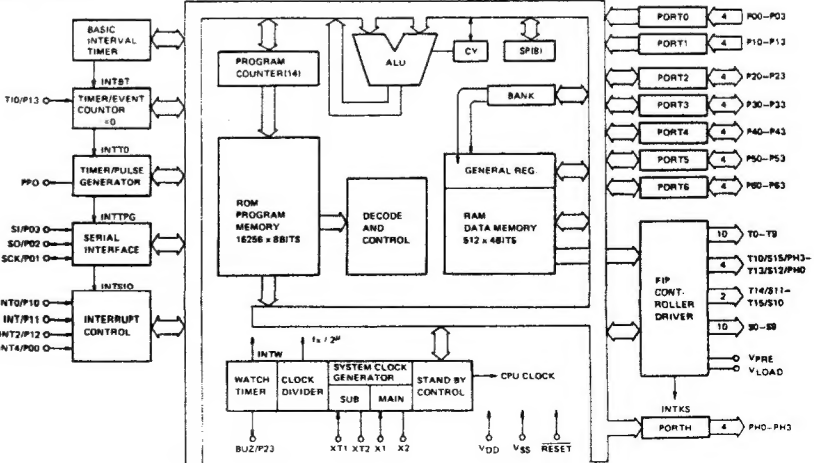 BASIC
INTERVAL
TIMER
INTBT
TI0/P13
TIMER/EVENT
COUNTOR
=0
INTT0
PPO
TIMER/PULSE
GENERATOR
INTTPG
SI/P03
SO/P02
SCK/P01
SERIAL
INTERFACE
INTSIO
INT0/P10
INT/P11
INT2/P12
INT4/P00
INTERRUPT
CONTROL
PROGRAM
COUNTER(14)
ALU
CY
SP(8)
BANK
ROM
PROGRAM
MEMORY
16256 x 8BITS
DECODE
AND
CONTROL
GENERAL REG.
RAM
DATA MEMORY
512 x 4BITS
INTW
WATCH
TIMER
CLOCK
DIVIDER
SYSTEM CLOCK
GENERATOR
SUB
MAIN
STAND BY
CONTROL
CPU CLOCK
BUZ/P23
XT1
XT2
X1
X2
VDD
VSS
RESET
PORT0
4
P00-P03
PORT1
4
P10-P13
PORT2
4
P20-P23
PORT3
4
P30-P33
PORT4
4
P40-P43
PORT5
4
P50-P53
PORT6
4
P60-P63
FIP
CONT-
ROLLER
DRIVER
10
T0-T9
4
T10/S15/PH3-
T13/S12/PH0
2
T14/S11-
T15/S10
10
S0-S9
VPRE
VLOAD
INTKS
PORTH
4
PH0-PH3